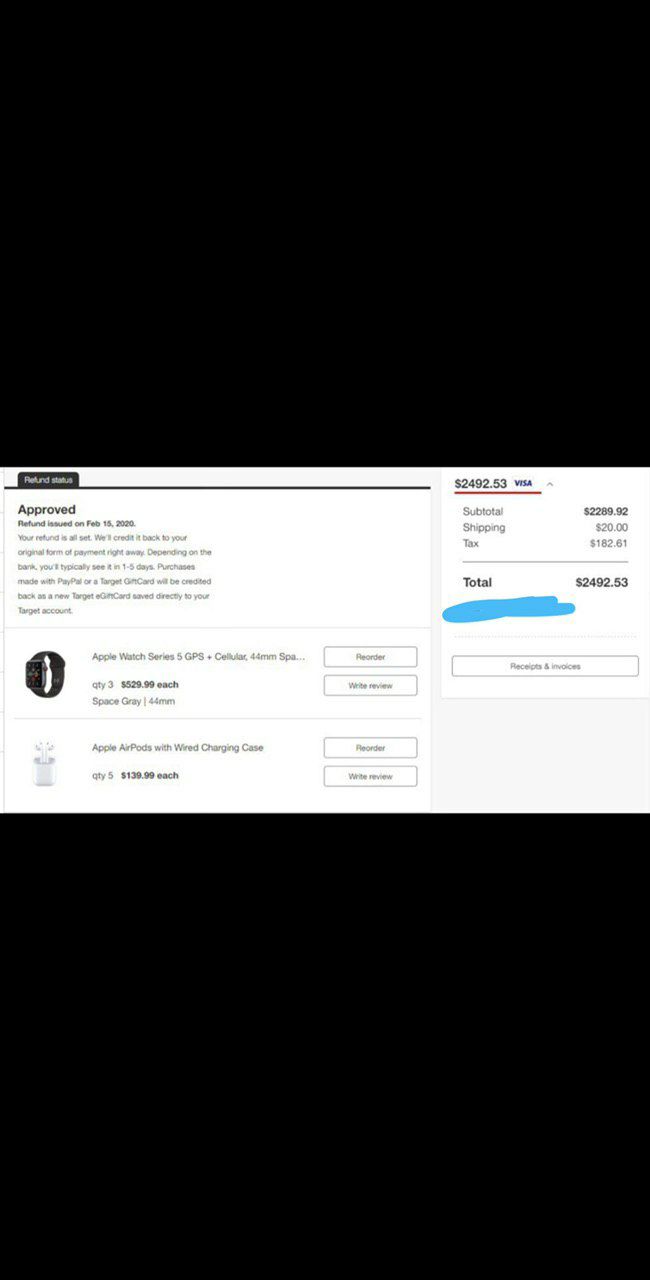 Refund status
Approved
Refund issued on Feb 15, 2020.
Your refund is all set. We'll credit it back to your
original form of payment right away. Depending on the
bank, you'll typically see it in 1-5 days. Purchases
made with PayPal or a Target GiftCard will be credited
back as a new Target eGiftCard saved directly to your
Target account.
Apple Watch Series 5 GPS + Cellular, 44mm Spa...
Reorder
qty 3 $529.99 each
Write review
Space Gray | 44mm
Apple AirPods with Wired Charging Case
Reorder
qty 5 $139.99 each
Write review
$2492.53 VISA
Subtotal $2289.92
Shipping $20.00
Tax $182.61
Total $2492.53
Receipts & invoices